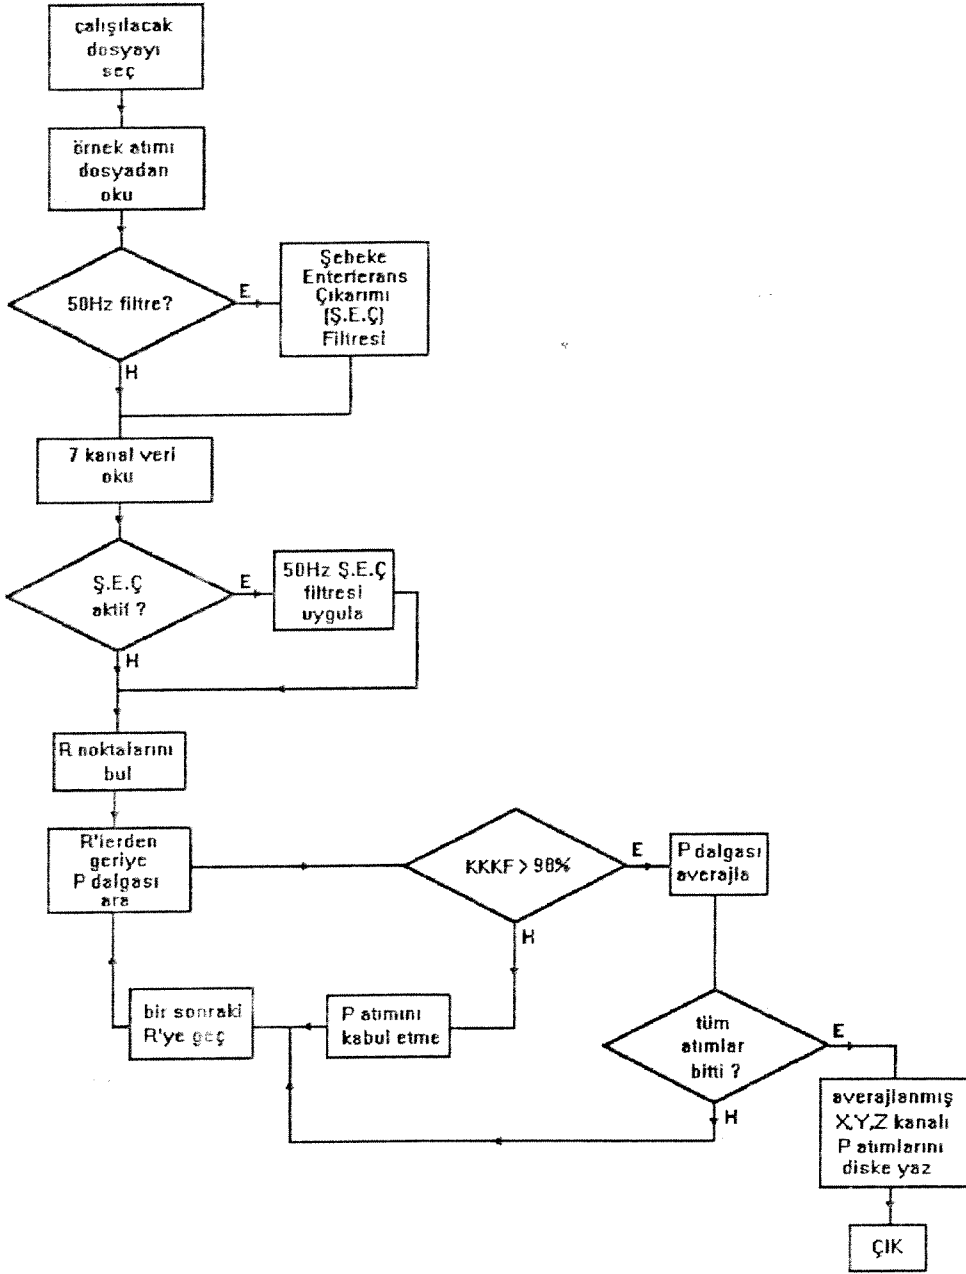 çalışılacak
dosyayı
seç
örnek atımı
dosyadan
oku
50Hz filtre?
E
Şebeke
Enterferans
Çıkarımı
(Ş.E.Ç)
Filtresi
H
7 kanal veri
oku
Ş.E.Ç
aktif ?
E
50Hz Ş.E.Ç
filtresi
uygula
H
R noktalarını
bul
R'lerden
geriye
P dalgası
ara
KKKF > 98%
E
P dalgası
averajla
H
bir sonraki
R'ye geç
P atımını
kabul etme
tüm
atımlar
bitti ?
E
H
averajlanmış
X,Y,Z kanalı
P atımlarını
diske yaz
ÇIK